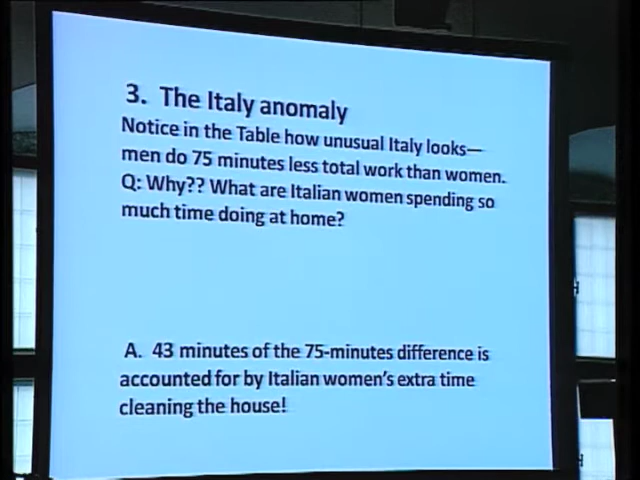 3. The Italy anomaly
Notice in the Table how unusual Italy looks—
men do 75 minutes less total work than women.
Q: Why?? What are Italian women spending so
much time doing at home?
A. 43 minutes of the 75-minutes difference is
accounted for by Italian women's extra time
cleaning the house!